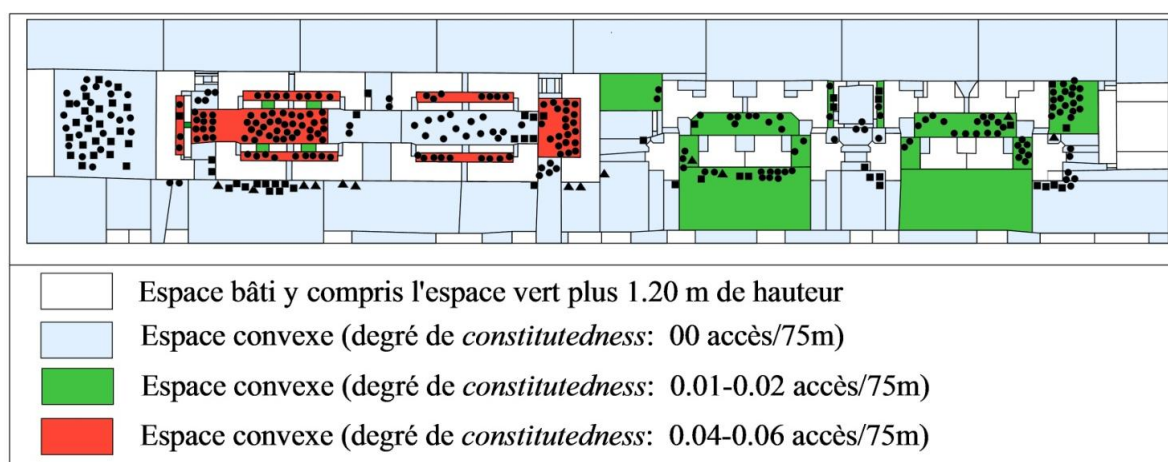 Espace bâti y compris l'espace vert plus 1.20 m de hauteur
Espace convexe (degré de constitutedness: 00 accès/75m)
Espace convexe (degré de constitutedness: 0.01-0.02 accès/75m)
Espace convexe (degré de constitutedness: 0.04-0.06 accès/75m)